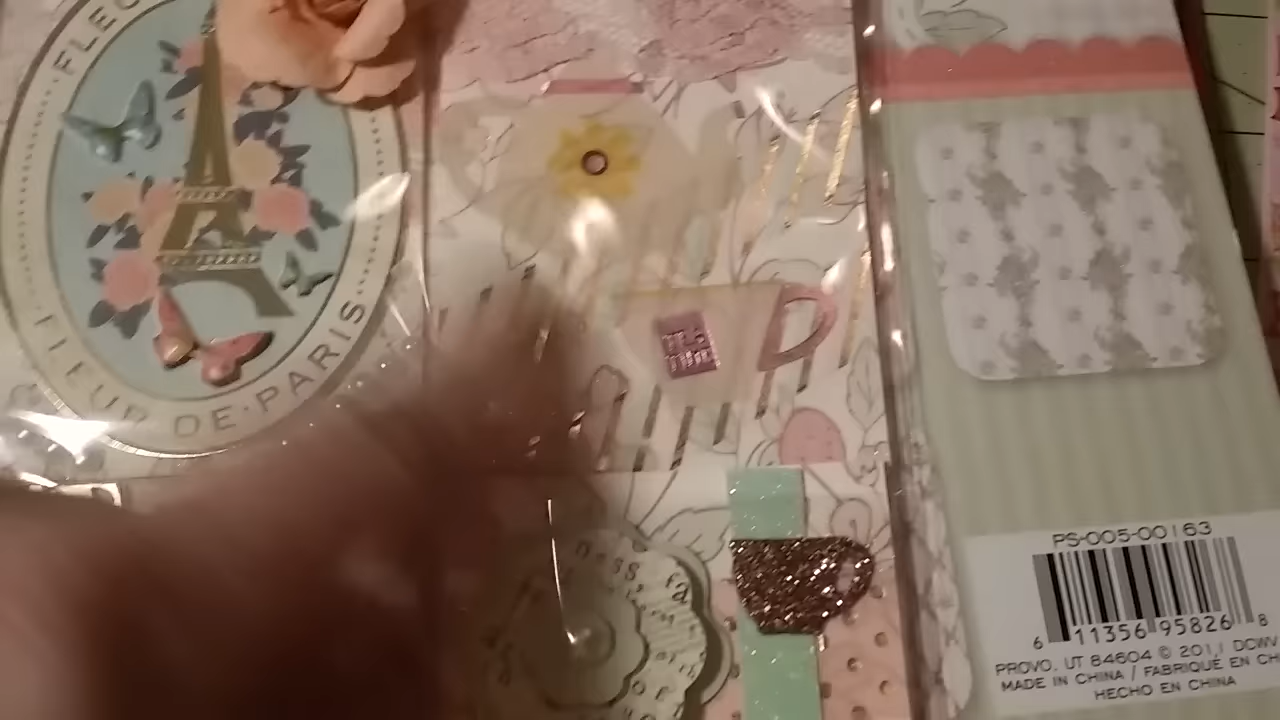 FLEUR DE·PARIS
PS-005-00163
6 11356 95826 8
PROVO, UT 84604 © 2011 DCWV
MADE IN CHINA / FABRIQUÉ EN CH
HECHO EN CHINA